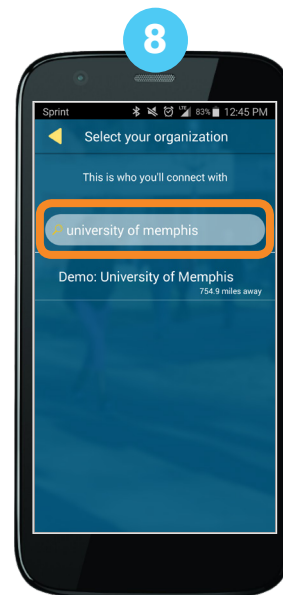 8
Sprint LTE 83% 12:45 PM
Select your organization
This is who you'll connect with
university of memphis
Demo: University of Memphis
754.9 miles away